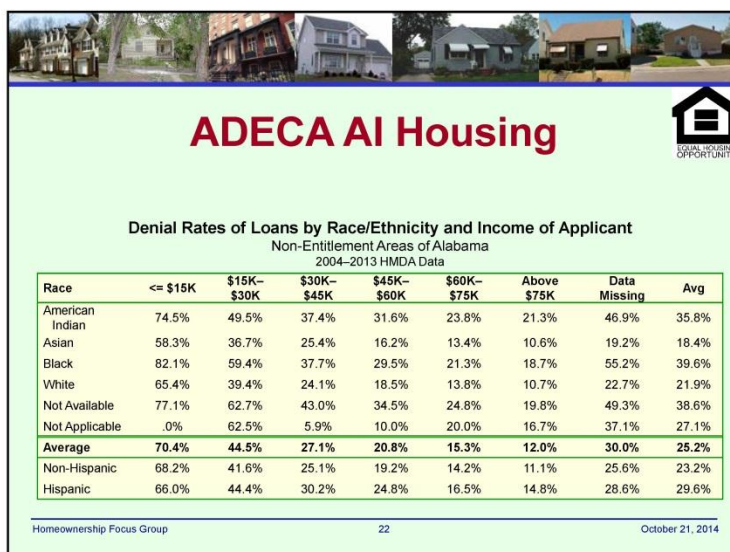 ADECA AI Housing
EQUAL HOUSING
OPPORTUNITY
Denial Rates of Loans by Race/Ethnicity and Income of Applicant
Non-Entitlement Areas of Alabama
2004–2013 HMDA Data
Race <= $15K $15K–$30K $30K–$45K $45K–$60K $60K–$75K Above $75K Data Missing Avg
American Indian 74.5% 49.5% 37.4% 31.6% 23.8% 21.3% 46.9% 35.8%
Asian 58.3% 36.7% 25.4% 16.2% 13.4% 10.6% 19.2% 18.4%
Black 82.1% 59.4% 37.7% 29.5% 21.3% 18.7% 55.2% 39.6%
White 65.4% 39.4% 24.1% 18.5% 13.8% 10.7% 22.7% 21.9%
Not Available 77.1% 62.7% 43.0% 34.5% 24.8% 19.8% 49.3% 38.6%
Not Applicable .0% 62.5% 5.9% 10.0% 20.0% 16.7% 37.1% 27.1%
Average 70.4% 44.5% 27.1% 20.8% 15.3% 12.0% 30.0% 25.2%
Non-Hispanic 68.2% 41.6% 25.1% 19.2% 14.2% 11.1% 25.6% 23.2%
Hispanic 66.0% 44.4% 30.2% 24.8% 16.5% 14.8% 28.6% 29.6%
Homeownership Focus Group 22 October 21, 2014